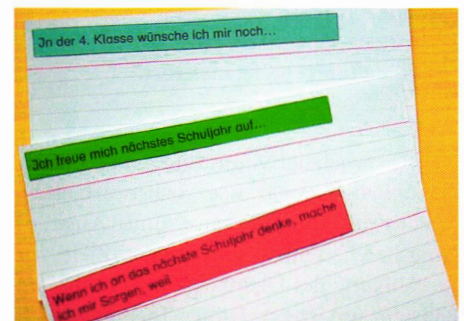 Jn der 4. Klasse wünsche ich mir noch...
Jch freue mich nächstes Schuljahr auf...
Wenn ich an das nächste Schuljahr denke, mache
ich mir Sorgen, weil